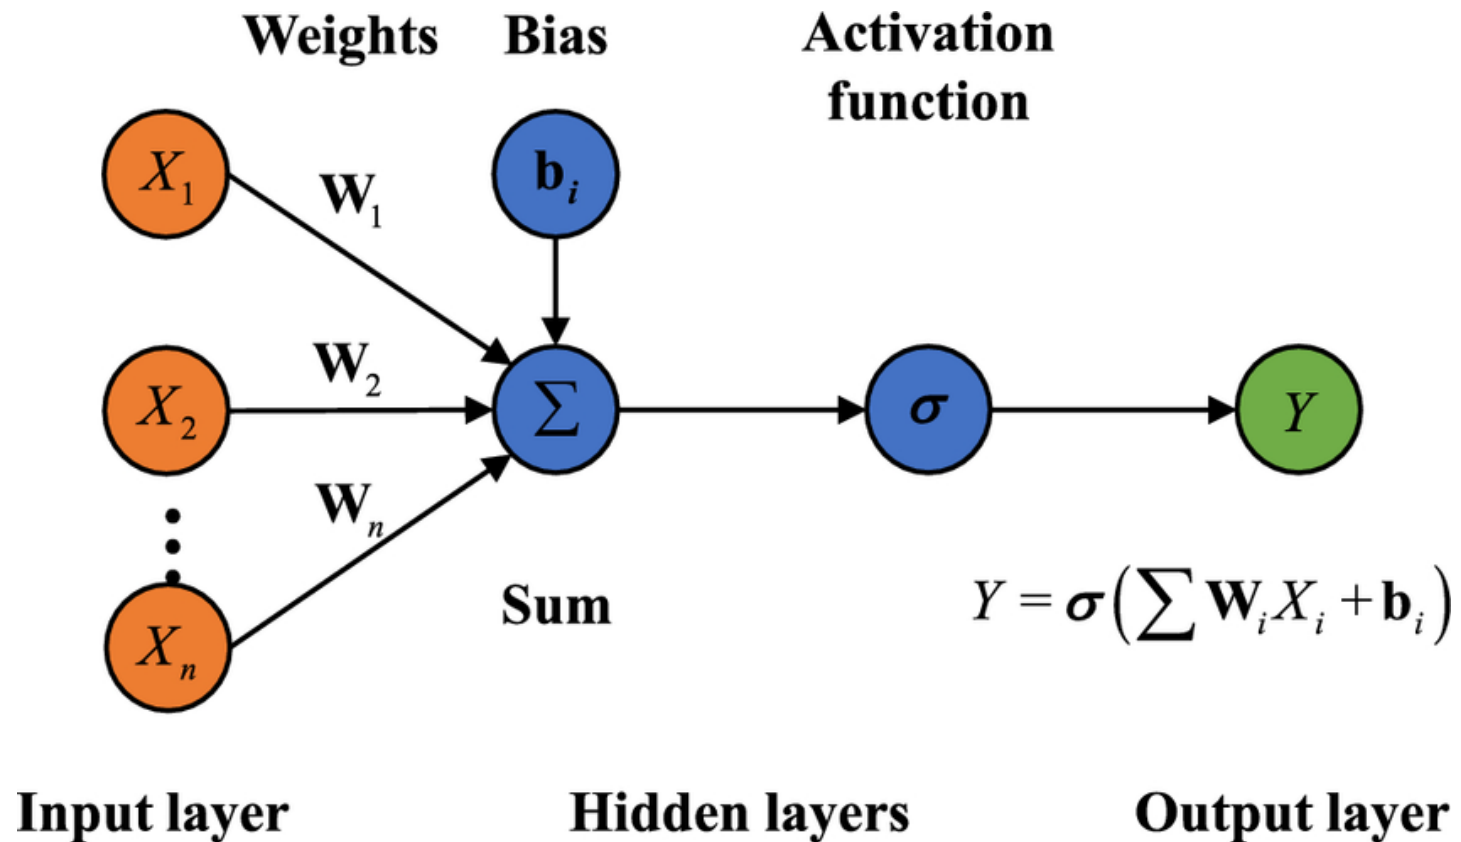 Weights Bias Activation
function
X₁ W₁ bᵢ
X₂ W₂ Σ σ Y
Wₙ
Xₙ Sum Y = σ(∑ WᵢXᵢ + bᵢ)
Input layer Hidden layers Output layer